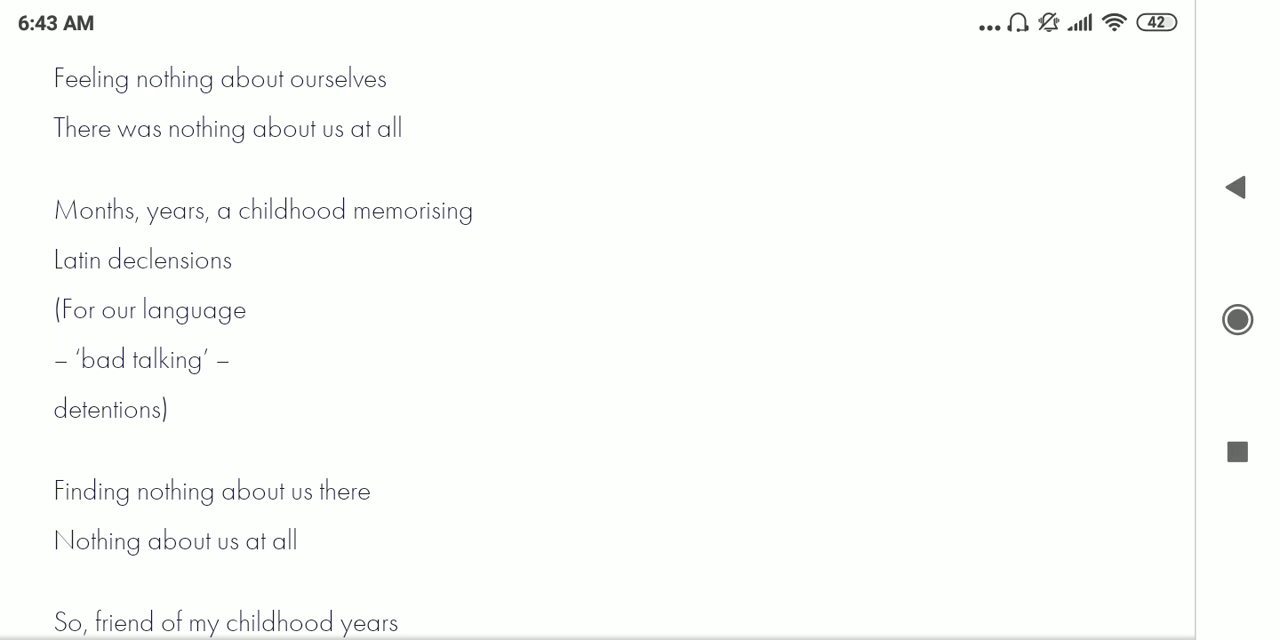 6:43 AM
42
Feeling nothing about ourselves
There was nothing about us at all
Months, years, a childhood memorising
Latin declensions
(For our language
– ‘bad talking’ –
detentions)
Finding nothing about us there
Nothing about us at all
So, friend of my childhood years